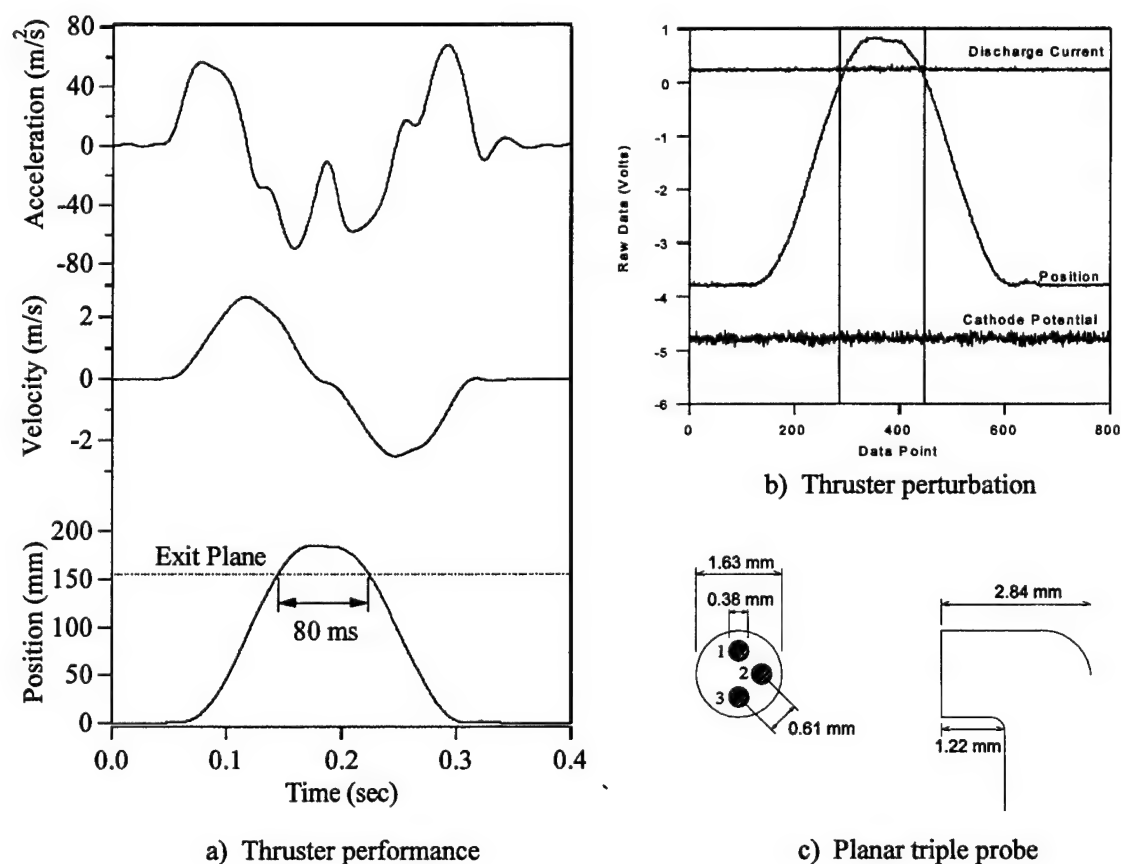 Acceleration (m/s²)
80
40
0
-40
-80
Velocity (m/s)
2
0
-2
Position (mm)
200
150
100
50
0
Exit Plane
80 ms
0.0 0.1 0.2 0.3 0.4
Time (sec)
a) Thruster performance
Raw Data (Volts)
1
0
-1
-2
-3
-4
-5
-6
Discharge Current
Position
Cathode Potential
0 200 400 600 800
Data Point
b) Thruster perturbation
1.63 mm
0.38 mm
1
2
3
0.61 mm
2.84 mm
1.22 mm
c) Planar triple probe